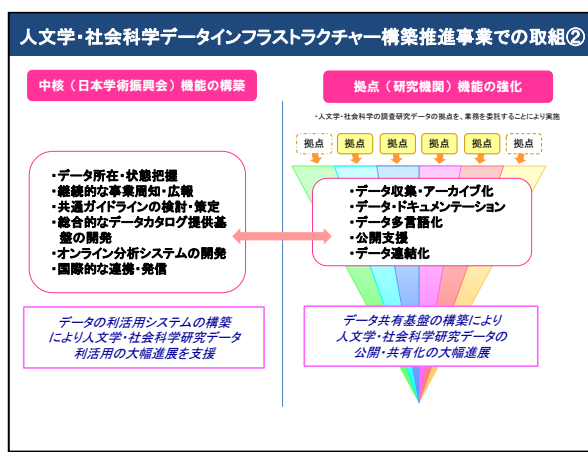 人文学・社会科学データインフラストラクチャー構築推進事業での取組②
中核（日本学術振興会）機能の構築
・データ所在・状態把握
・継続的な事業周知・広報
・共通ガイドラインの検討・策定
・総合的なデータカタログ提供基
盤の開発
・オンライン分析システムの開発
・国際的な連携・発信
データの利活用システムの構築
により人文学・社会科学研究データ
利活用の大幅進展を支援
拠点（研究機関）機能の強化
・人文学・社会科学の調査研究データの拠点を、業務を委託することにより実施
拠点 拠点 拠点 拠点 拠点 拠点
・データ収集・アーカイブ化
・データ・ドキュメンテーション
・データ多言語化
・公開支援
・データ連結化
データ共有基盤の構築により
人文学・社会科学研究データの
公開・共有化の大幅進展